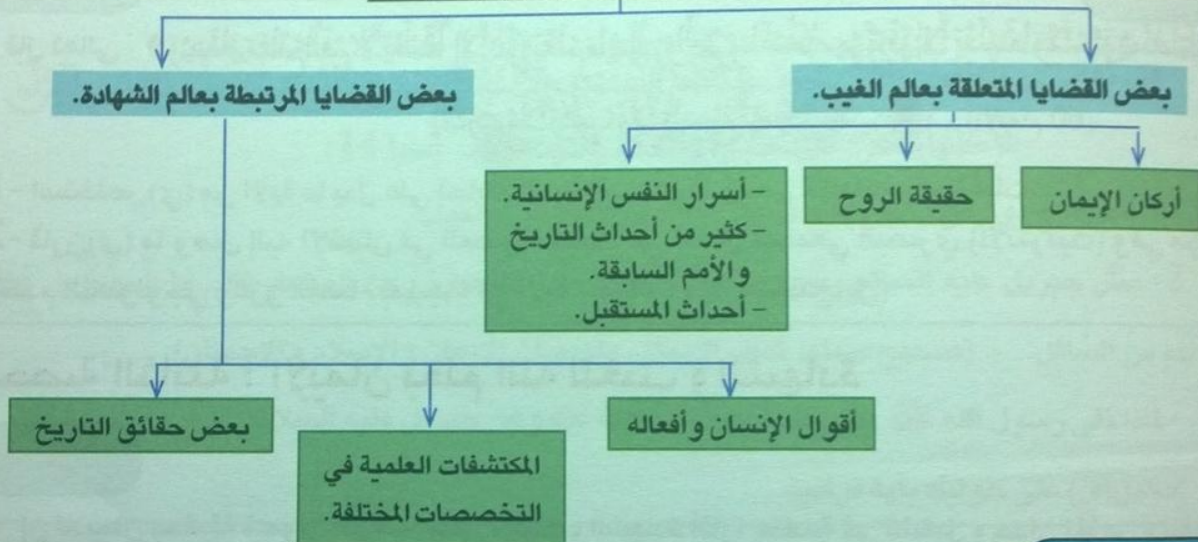 بعض القضايا المتعلقة بعالم الغيب.
بعض القضايا المرتبطة بعالم الشهادة.
أركان الإيمان
حقيقة الروح
– أسرار النفس الإنسانية.
– كثير من أحداث التاريخ
والأمم السابقة.
– أحداث المستقبل.
أقوال الإنسان وأفعاله
المكتشفات العلمية في
التخصصات المختلفة.
بعض حقائق التاريخ